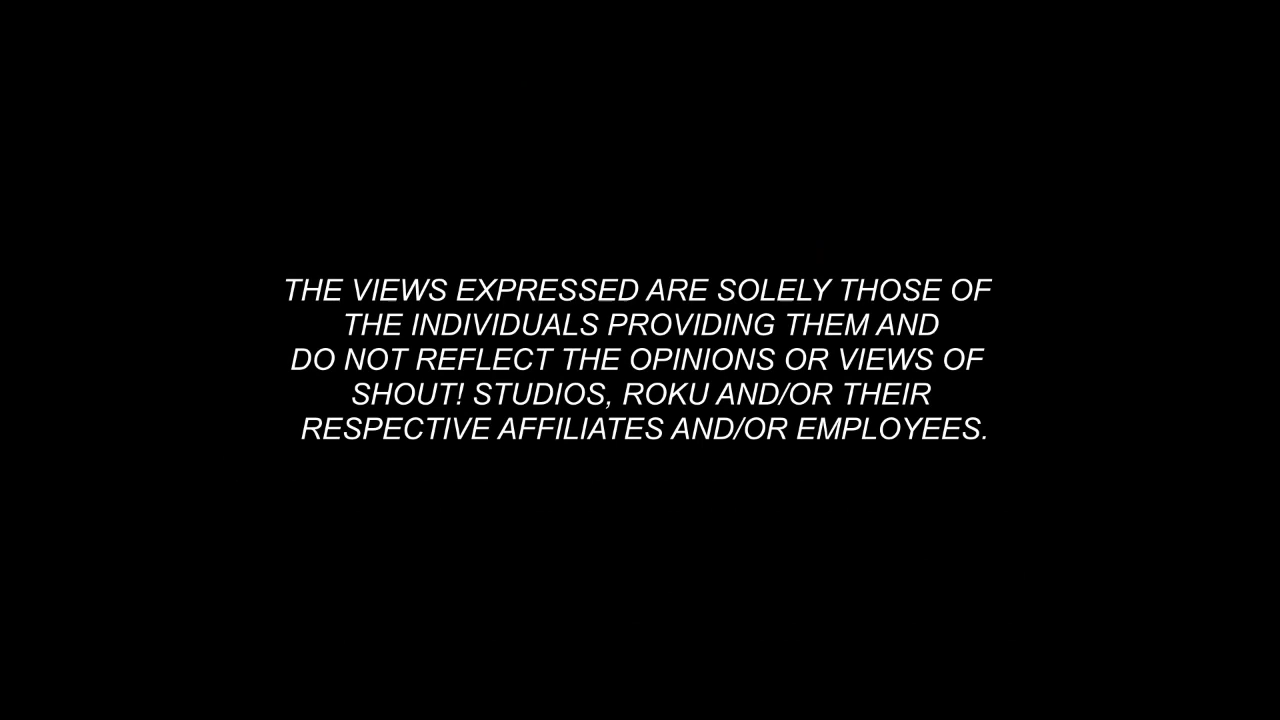 THE VIEWS EXPRESSED ARE SOLELY THOSE OF
THE INDIVIDUALS PROVIDING THEM AND
DO NOT REFLECT THE OPINIONS OR VIEWS OF
SHOUT! STUDIOS, ROKU AND/OR THEIR
RESPECTIVE AFFILIATES AND/OR EMPLOYEES.